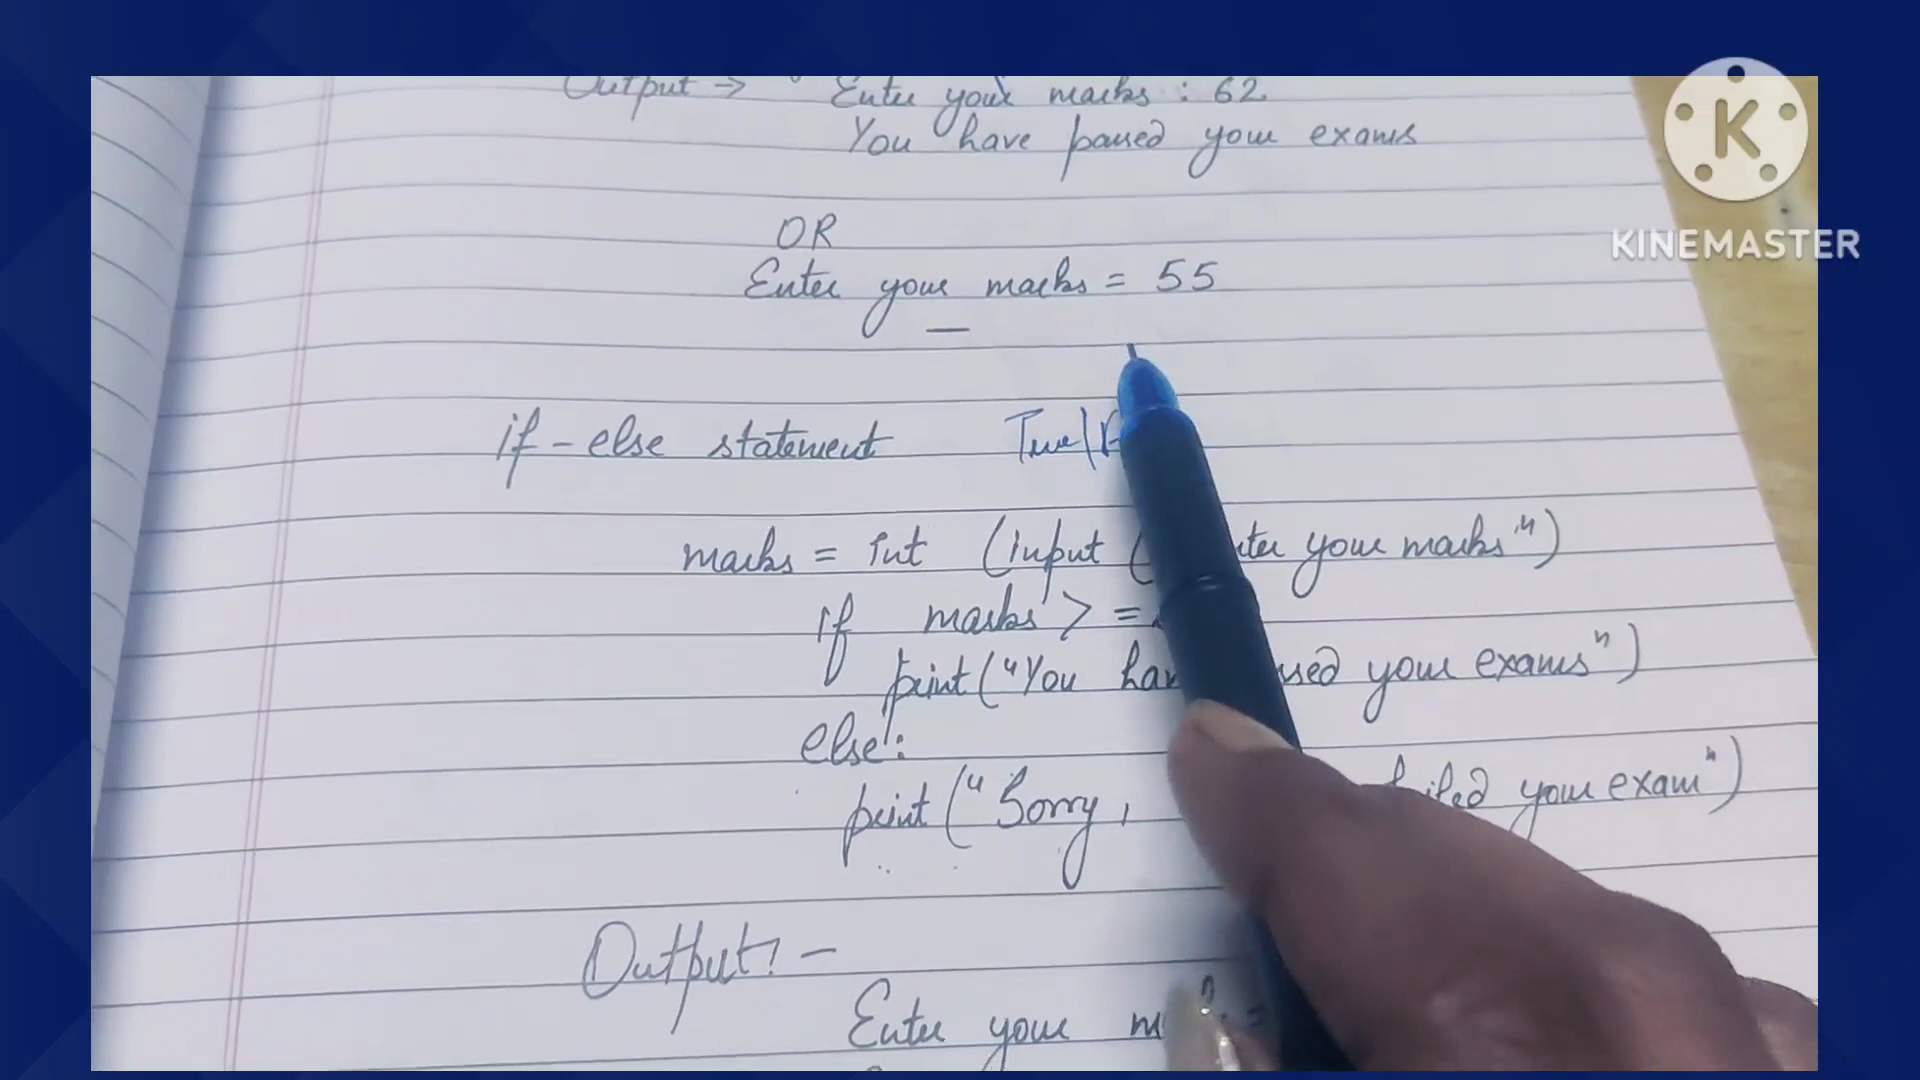 Output → Enter your marks : 62
You have passed your exams
OR
Enter your marks = 55
—
if - else statement True|
marks = int (input ( your marks")
if marks > =
print ("You your exams")
else :
print (" Sorry, failed your exam")
Output : -
Enter your
K
KINEMASTER